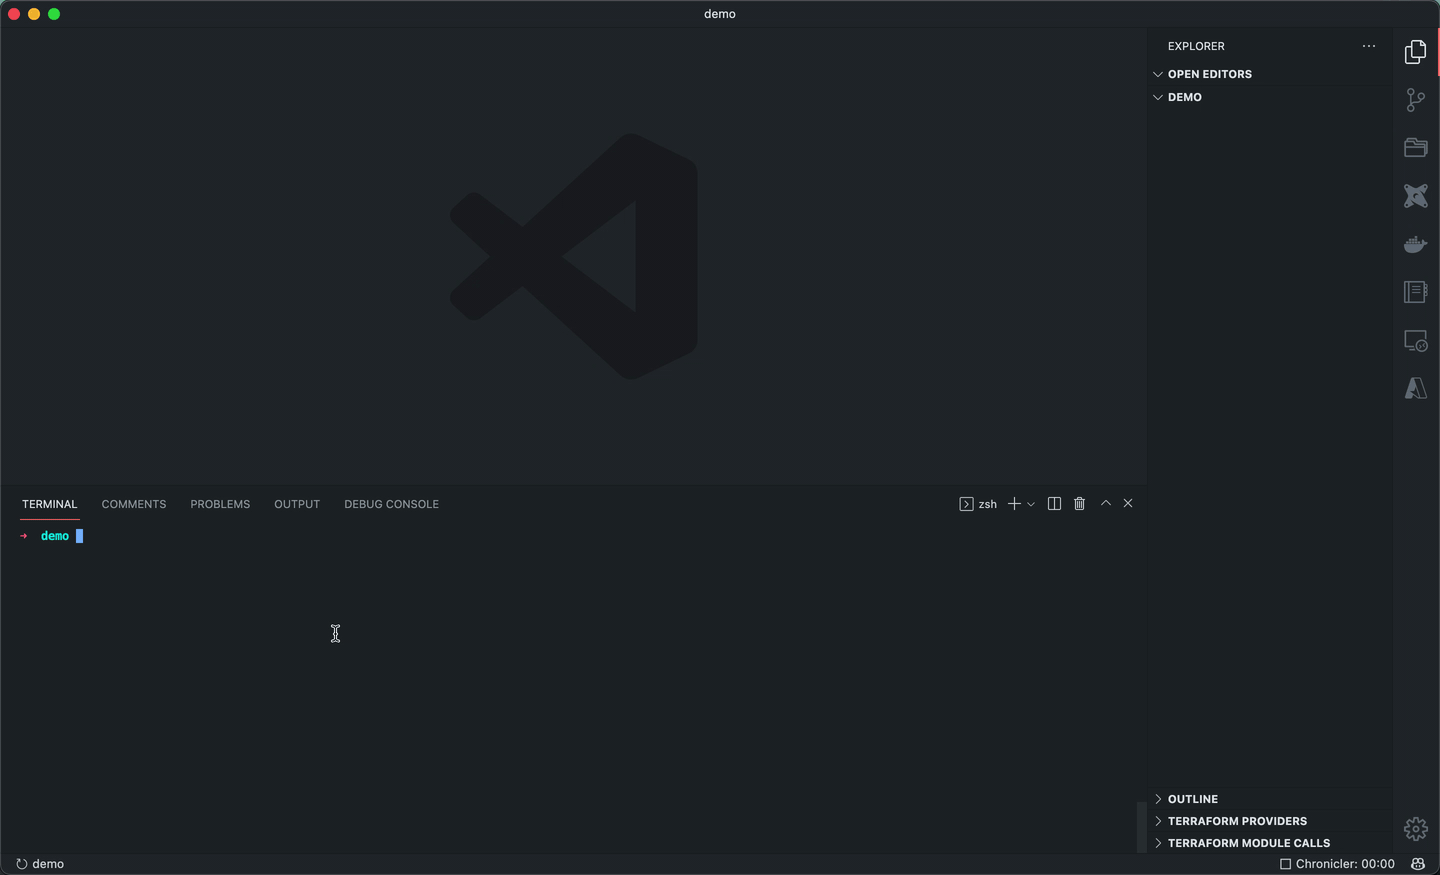 demo
EXPLORER
OPEN EDITORS
DEMO
TERMINAL COMMENTS PROBLEMS OUTPUT DEBUG CONSOLE zsh
➜ demo
OUTLINE
TERRAFORM PROVIDERS
TERRAFORM MODULE CALLS
demo Chronicler: 00:00